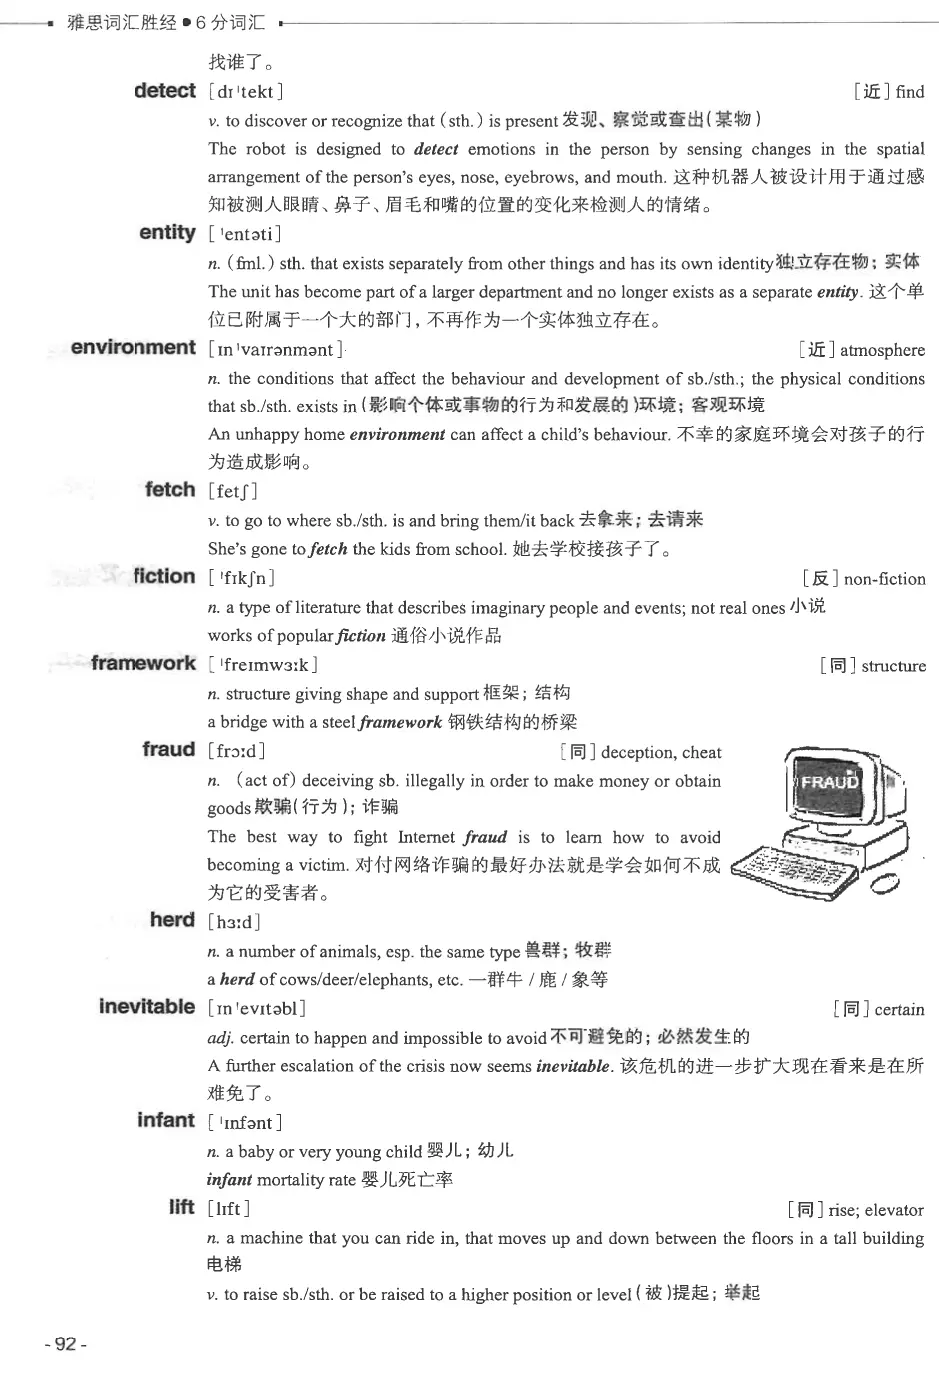 雅思词汇胜经●6分词汇
找谁了。
detect [dɪˈtekt] [近] find
v. to discover or recognize that (sth.) is present 发现、察觉或查出(某物)
The robot is designed to detect emotions in the person by sensing changes in the spatial
arrangement of the person's eyes, nose, eyebrows, and mouth. 这种机器人被设计用于通过感
知被测人眼睛、鼻子、眉毛和嘴的位置的变化来检测人的情绪。
entity [ˈentəti]
n. (fml.) sth. that exists separately from other things and has its own identity独立存在物；实体
The unit has become part of a larger department and no longer exists as a separate entity. 这个单
位已附属于一个大的部门，不再作为一个实体独立存在。
environment [ɪnˈvaɪrənmənt] [近] atmosphere
n. the conditions that affect the behaviour and development of sb./sth.; the physical conditions
that sb./sth. exists in (影响个体或事物的行为和发展的)环境；客观环境
An unhappy home environment can affect a child's behaviour. 不幸的家庭环境会对孩子的行
为造成影响。
fetch [fetʃ]
v. to go to where sb./sth. is and bring them/it back 去拿来；去请来
She's gone to fetch the kids from school. 她去学校接孩子了。
fiction [ˈfɪkʃn] [反] non-fiction
n. a type of literature that describes imaginary people and events; not real ones 小说
works of popular fiction 通俗小说作品
framework [ˈfreɪmwɜːk] [同] structure
n. structure giving shape and support 框架；结构
a bridge with a steel framework 钢铁结构的桥梁
fraud [frɔːd] [同] deception, cheat
n. (act of) deceiving sb. illegally in order to make money or obtain
goods 欺骗(行为)；诈骗
The best way to fight Internet fraud is to learn how to avoid
becoming a victim. 对付网络诈骗的最好办法就是学会如何不成
为它的受害者。
FRAUD
herd [hɜːd]
n. a number of animals, esp. the same type 兽群；牧群
a herd of cows/deer/elephants, etc. 一群牛 / 鹿 / 象等
inevitable [ɪnˈevɪtəbl] [同] certain
adj. certain to happen and impossible to avoid 不可避免的；必然发生的
A further escalation of the crisis now seems inevitable. 该危机的进一步扩大现在看来是在所
难免了。
infant [ˈɪnfənt]
n. a baby or very young child 婴儿；幼儿
infant mortality rate 婴儿死亡率
lift [lɪft] [同] rise; elevator
n. a machine that you can ride in, that moves up and down between the floors in a tall building
电梯
v. to raise sb./sth. or be raised to a higher position or level (被)提起；举起
- 92 -